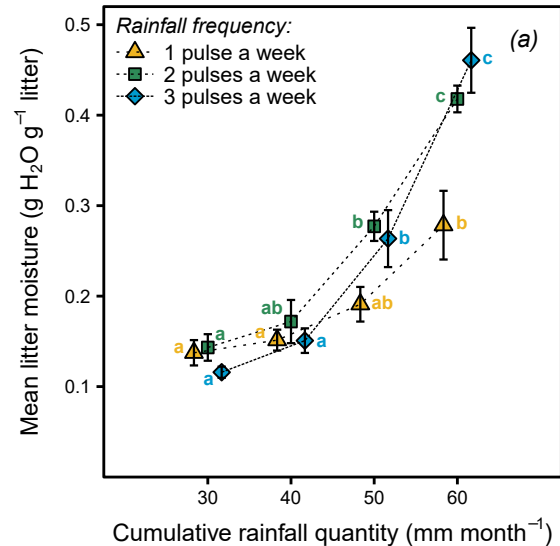 Rainfall frequency:
(a)
1 pulse a week
2 pulses a week
3 pulses a week
Mean litter moisture (g H₂O g⁻¹ litter)
0.5
0.4
0.3
0.2
0.1
c
c
b
b
b
ab
ab
a
a
a
a
a
30
40
50
60
Cumulative rainfall quantity (mm month⁻¹)